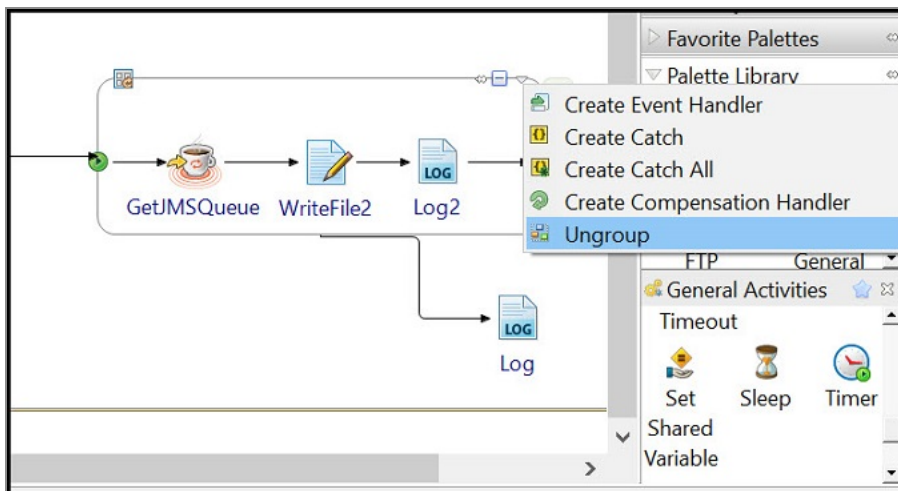 Favorite Palettes
Palette Library
Create Event Handler
Create Catch
Create Catch All
Create Compensation Handler
Ungroup
GetJMSQueue
WriteFile2
LOG
Log2
FTP General
General Activities
Timeout
LOG
Log
Set Sleep Timer
Shared
Variable